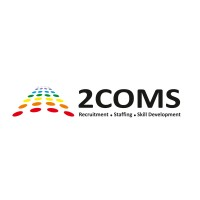 2COMS
Recruitment • Staffing • Skill Development